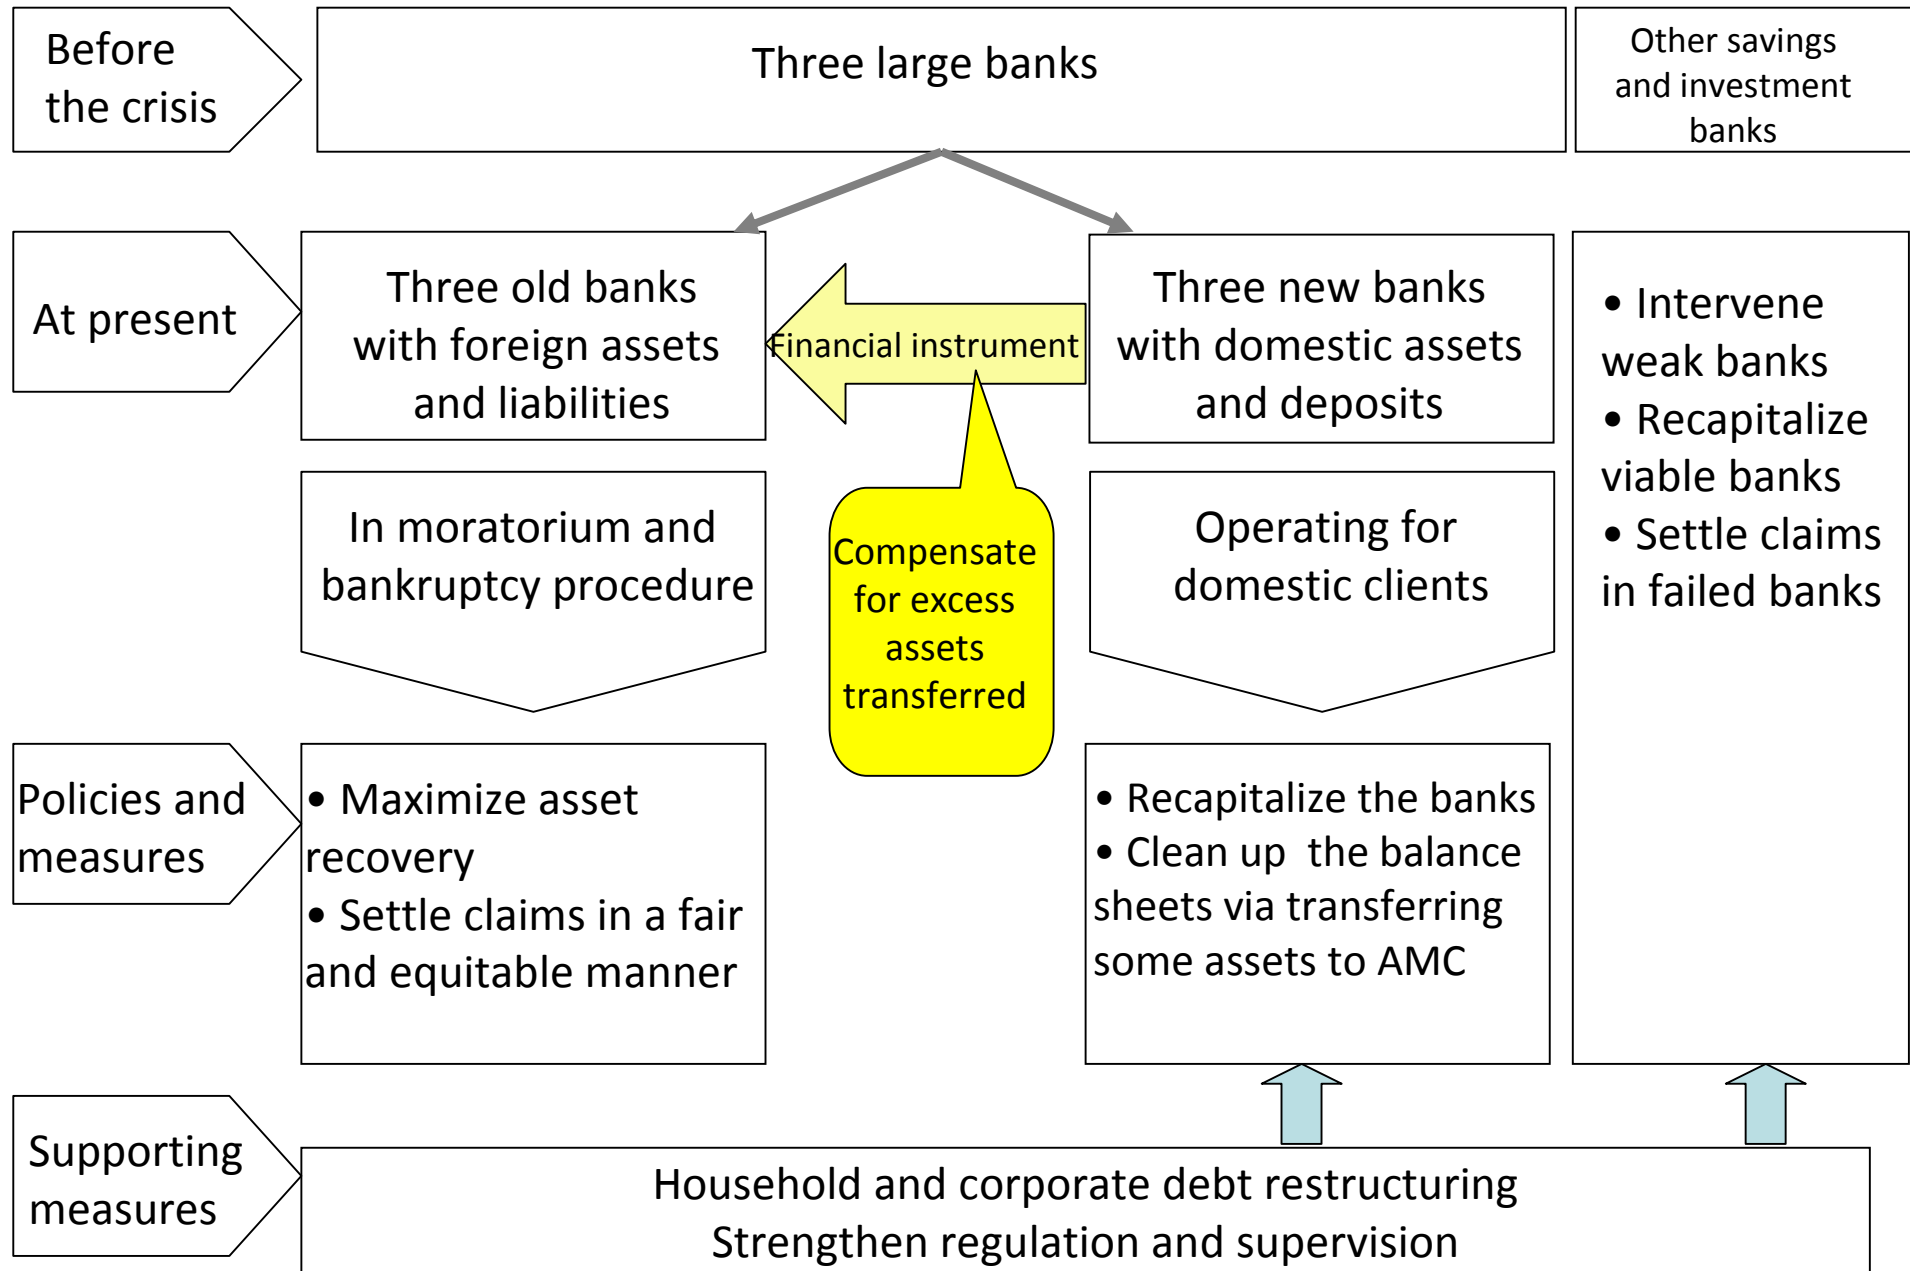 Before
the crisis
Three large banks
Other savings
and investment
banks
At present
Three old banks
with foreign assets
and liabilities
Financial instrument
Three new banks
with domestic assets
and deposits
• Intervene
weak banks
• Recapitalize
viable banks
• Settle claims
in failed banks
In moratorium and
bankruptcy procedure
Compensate
for excess
assets
transferred
Operating for
domestic clients
Policies and
measures
• Maximize asset
recovery
• Settle claims in a fair
and equitable manner
• Recapitalize the banks
• Clean up  the balance
sheets via transferring
some assets to AMC
Supporting
measures
Household and corporate debt restructuring
Strengthen regulation and supervision